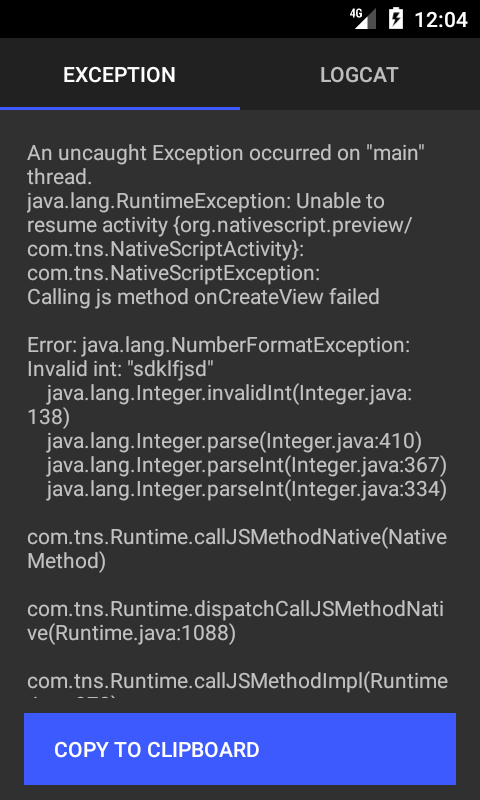 4G 12:04
EXCEPTION LOGCAT
An uncaught Exception occurred on "main"
thread.
java.lang.RuntimeException: Unable to
resume activity {org.nativescript.preview/
com.tns.NativeScriptActivity}:
com.tns.NativeScriptException:
Calling js method onCreateView failed
Error: java.lang.NumberFormatException:
Invalid int: "sdklfjsd"
java.lang.Integer.invalidInt(Integer.java:
138)
java.lang.Integer.parse(Integer.java:410)
java.lang.Integer.parseInt(Integer.java:367)
java.lang.Integer.parseInt(Integer.java:334)
com.tns.Runtime.callJSMethodNative(Native
Method)
com.tns.Runtime.dispatchCallJSMethodNati
ve(Runtime.java:1088)
com.tns.Runtime.callJSMethodImpl(Runtime
COPY TO CLIPBOARD